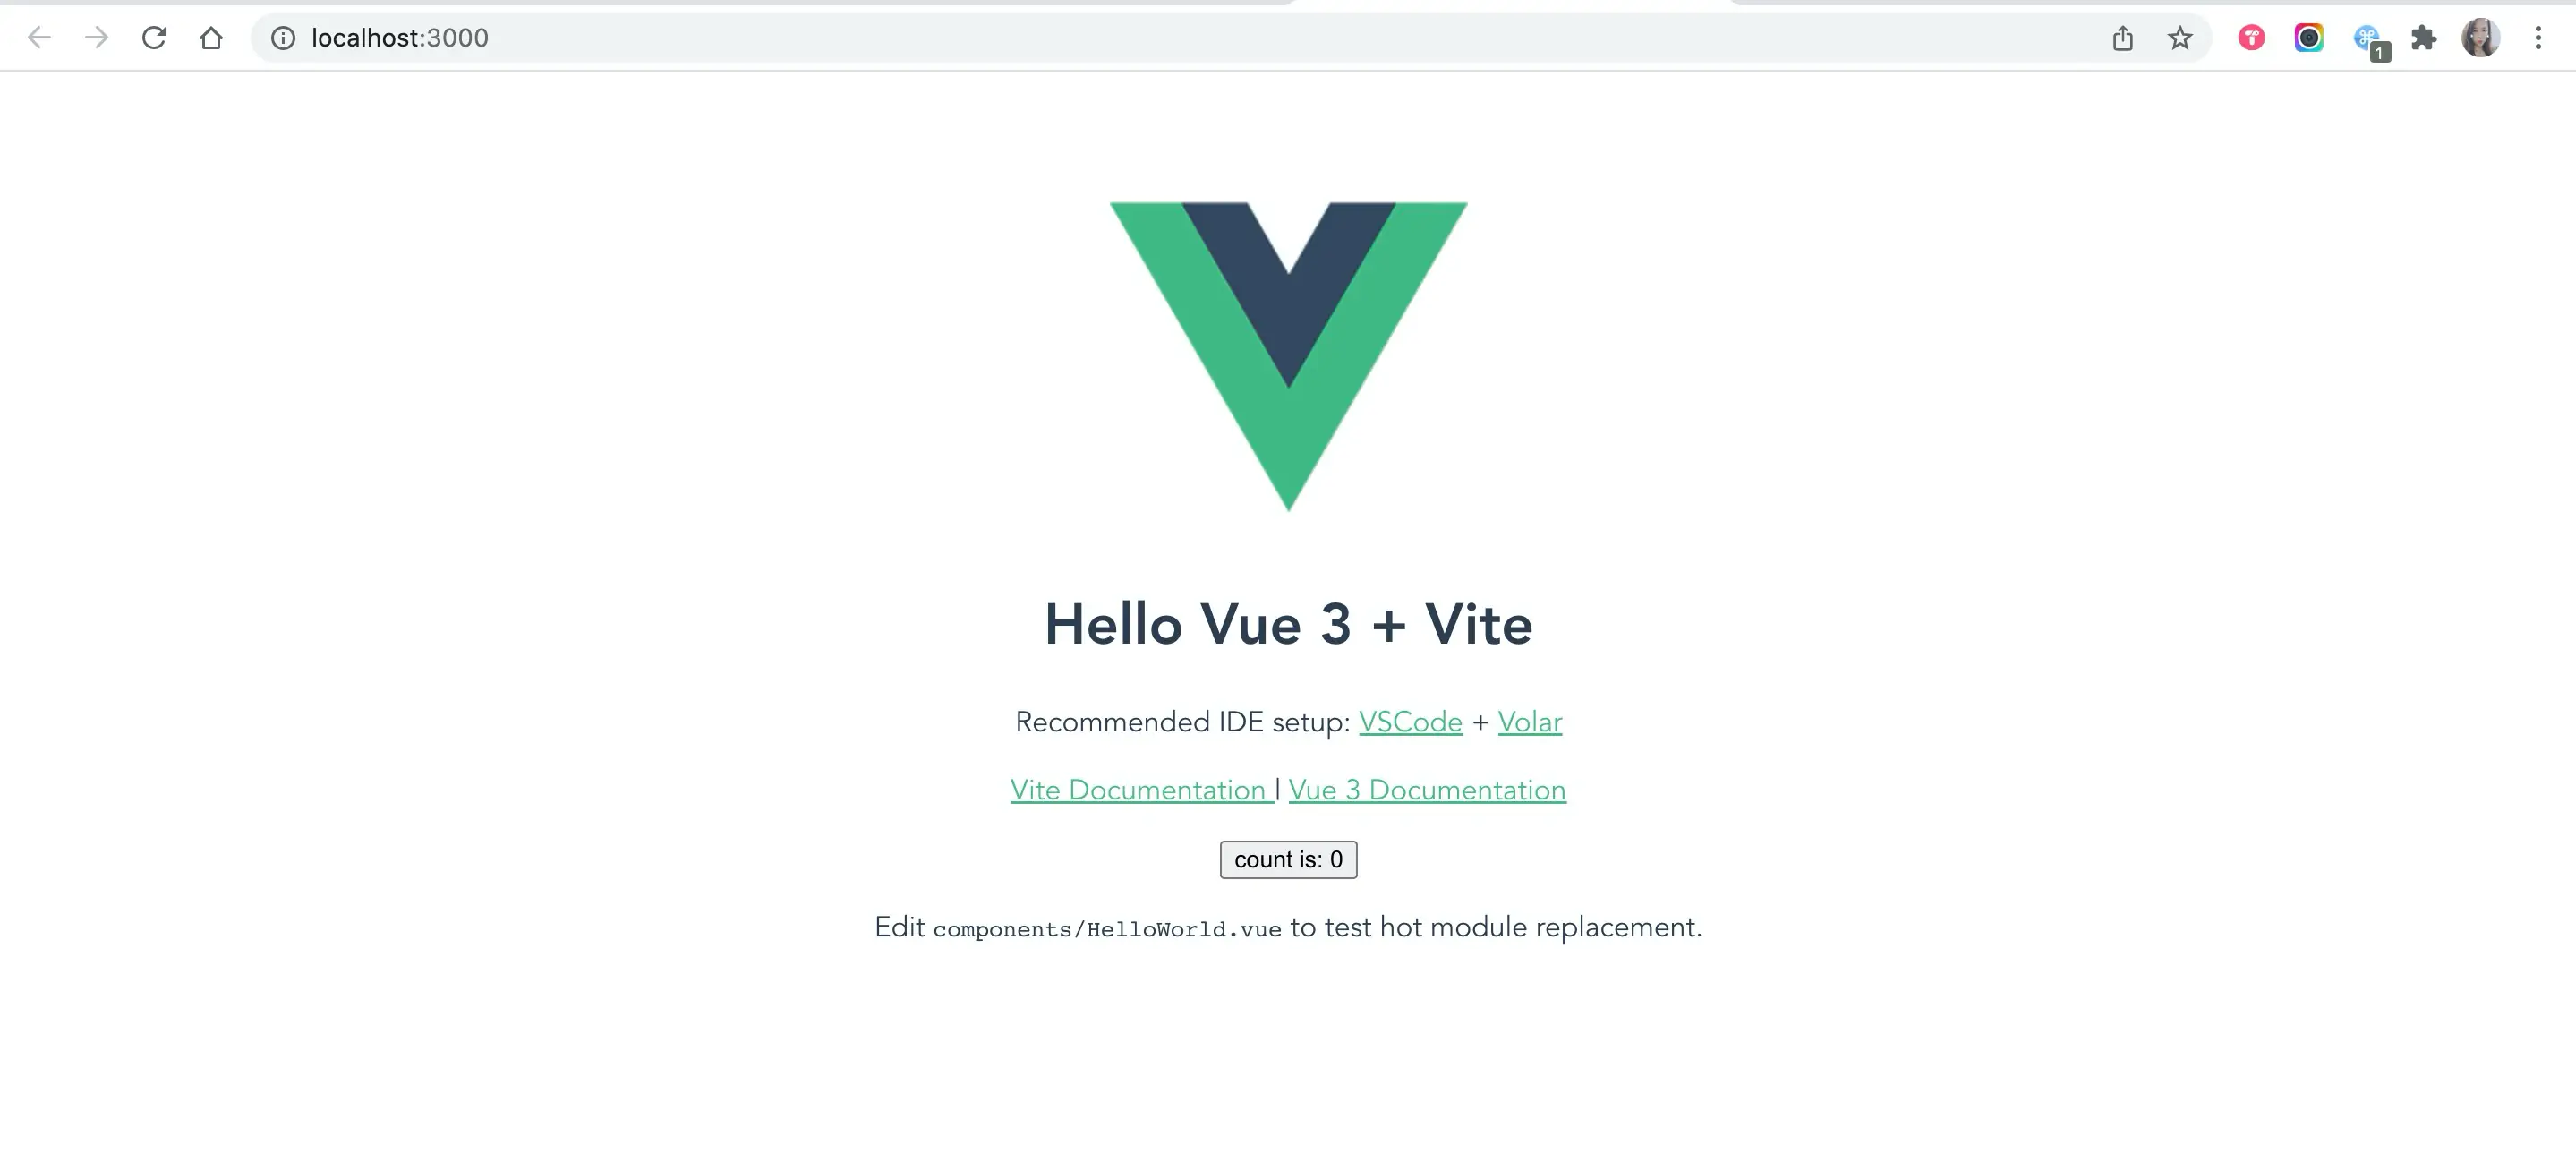 localhost:3000
1
Hello Vue 3 + Vite
Recommended IDE setup: VSCode + Volar
Vite Documentation | Vue 3 Documentation
count is: 0
Edit components/HelloWorld.vue to test hot module replacement.